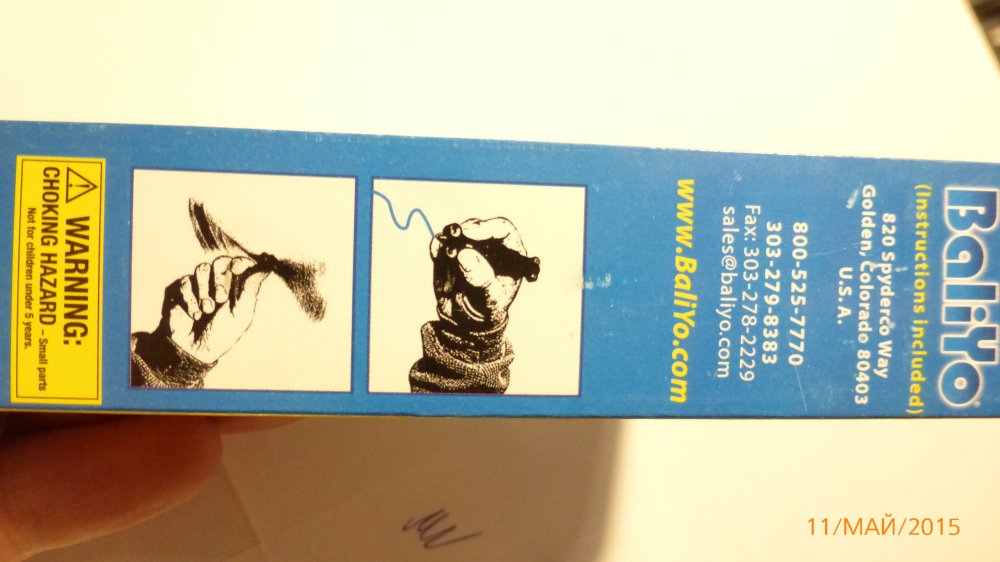 BaliYo®
(Instructions included)
820 Spyderco Way
Golden, Colorado 80403
U.S.A.
800-525-7770
303-279-8383
Fax: 303-278-2229
sales@baliyo.com
www.BaliYo.com
WARNING:
CHOKING HAZARD – Small parts
Not for children under 5 years.
11/МАЙ/2015